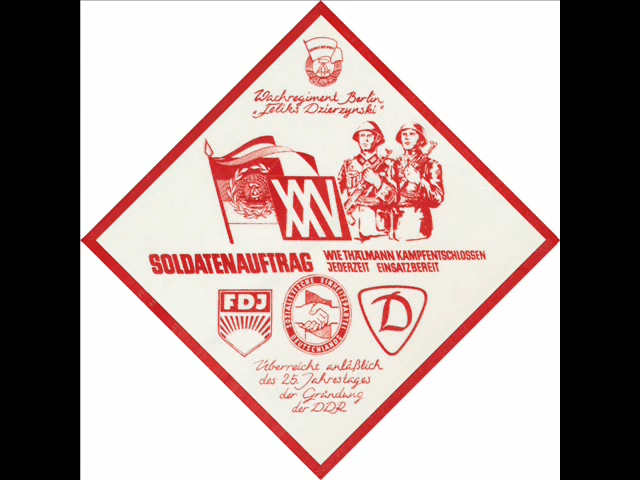 Wachregiment Berlin
„Feliks Dzierzynski“
XXV
SOLDATENAUFTRAG WIE THÄLMANN KAMPFENTSCHLOSSEN
JEDERZEIT EINSATZBEREIT
FDJ
SOZIALISTISCHE EINHEITSPARTEI DEUTSCHLANDS
D
Überreicht anläßlich
des 25. Jahrestages
der Gründung
der DDR